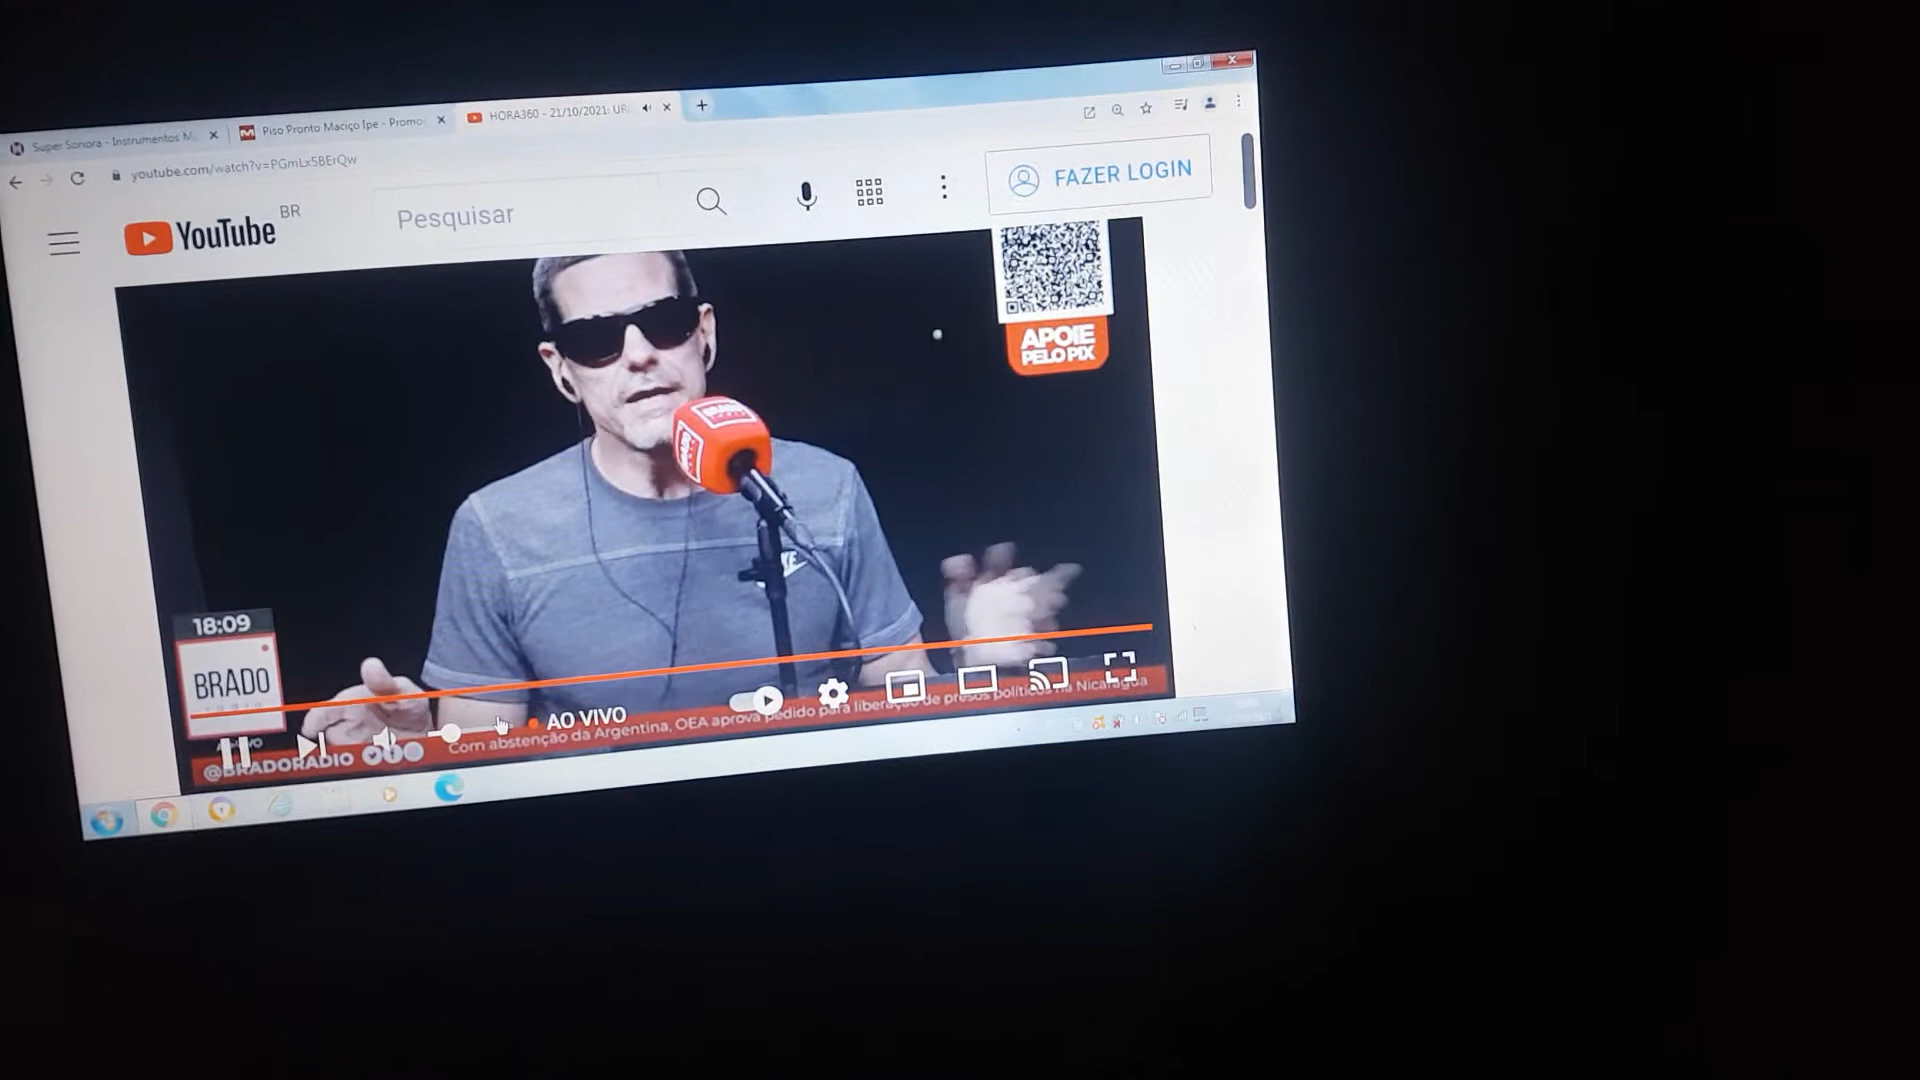 Super Sonora - Instrumentos M
Piso Pronto Maciço Ipe - Promo
HORA360 - 21/10/2021: UR
youtube.com/watch?v=PGmLx5BErQw
YouTube BR
Pesquisar
FAZER LOGIN
APOIE
PELO PIX
BRADO
18:09
BRADO
AO VIVO
Com abstenção da Argentina, OEA aprova pedido para liberação de presos políticos na Nicarágua
@BRADORADIO